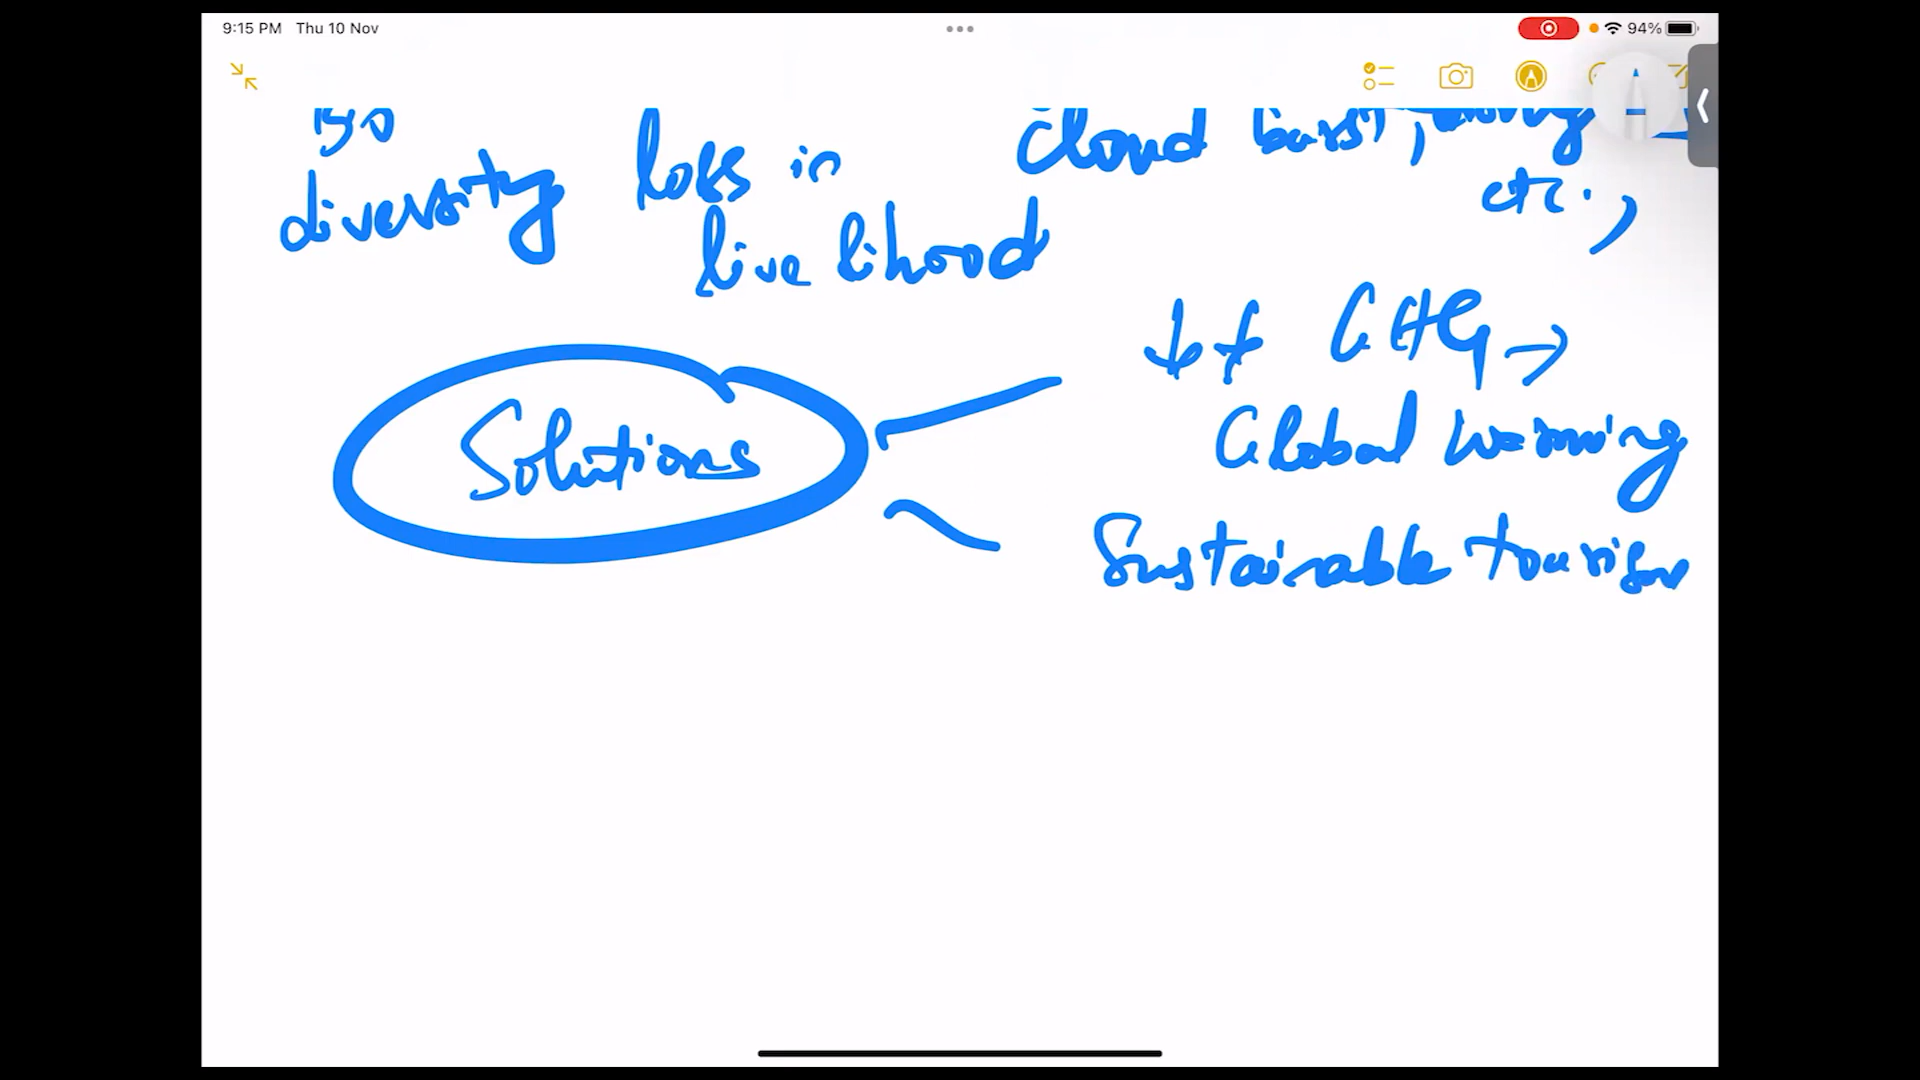 9:15 PM Thu 10 Nov
94%
diversity loss in
livelihood
cloud burst,
etc.,
↓ of GHG →
Global warming
Solutions
Sustainable tourism